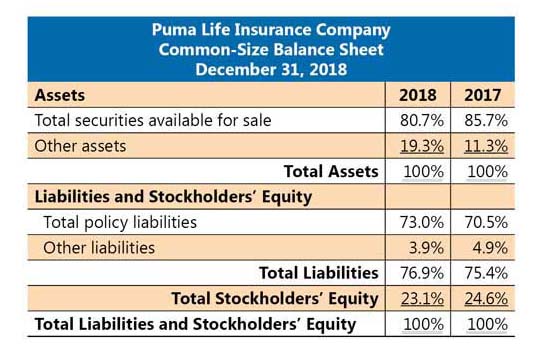 Puma Life Insurance Company
Common-Size Balance Sheet
December 31, 2018
Assets 2018 2017
Total securities available for sale 80.7% 85.7%
Other assets 19.3% 11.3%
Total Assets 100% 100%
Liabilities and Stockholders’ Equity
Total policy liabilities 73.0% 70.5%
Other liabilities 3.9% 4.9%
Total Liabilities 76.9% 75.4%
Total Stockholders’ Equity 23.1% 24.6%
Total Liabilities and Stockholders’ Equity 100% 100%